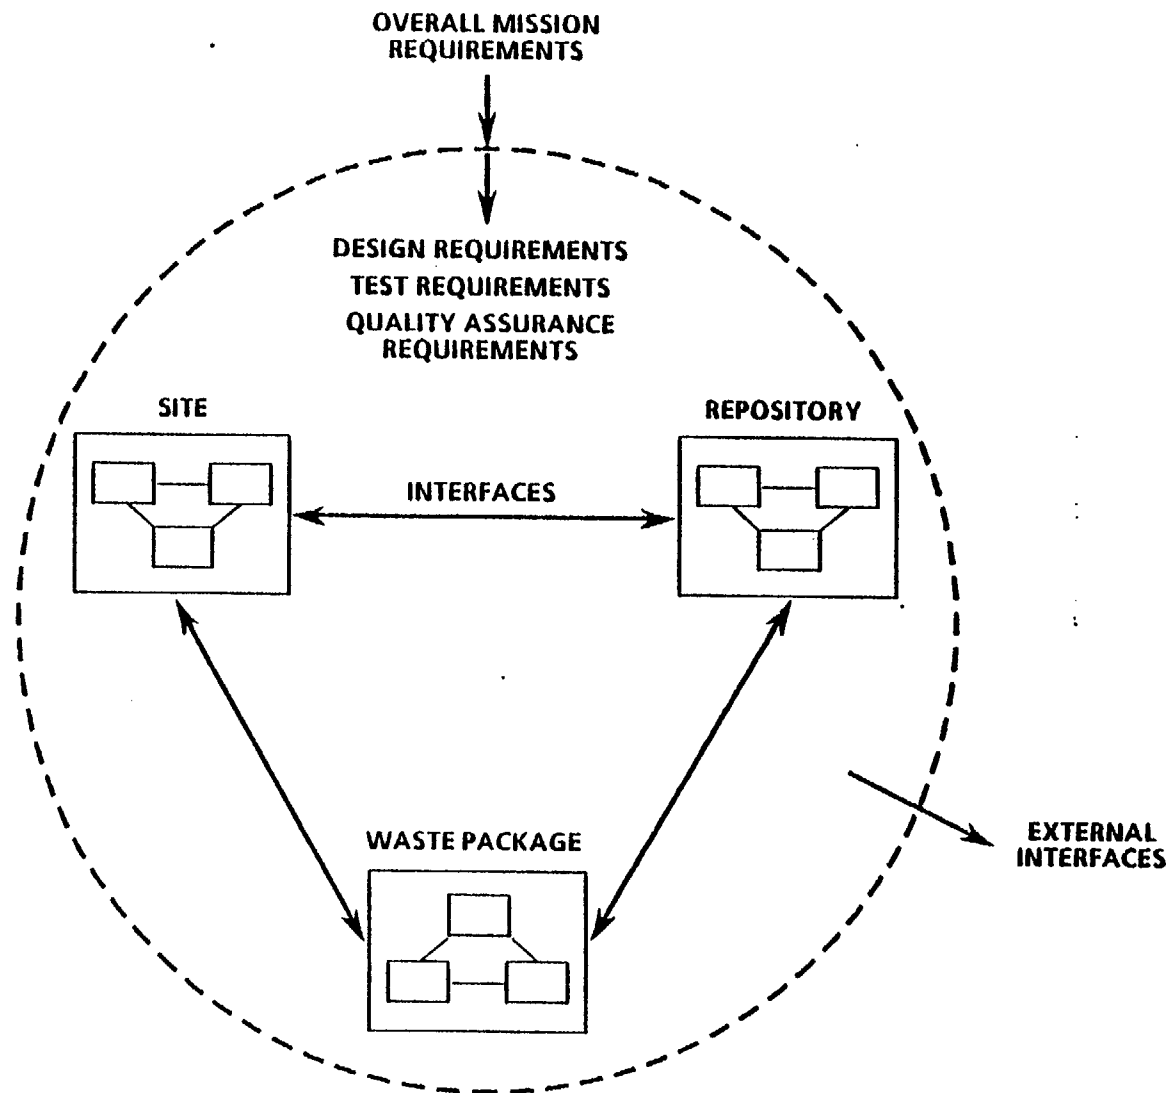 OVERALL MISSION
REQUIREMENTS
DESIGN REQUIREMENTS
TEST REQUIREMENTS
QUALITY ASSURANCE
REQUIREMENTS
SITE
REPOSITORY
INTERFACES
WASTE PACKAGE
EXTERNAL
INTERFACES